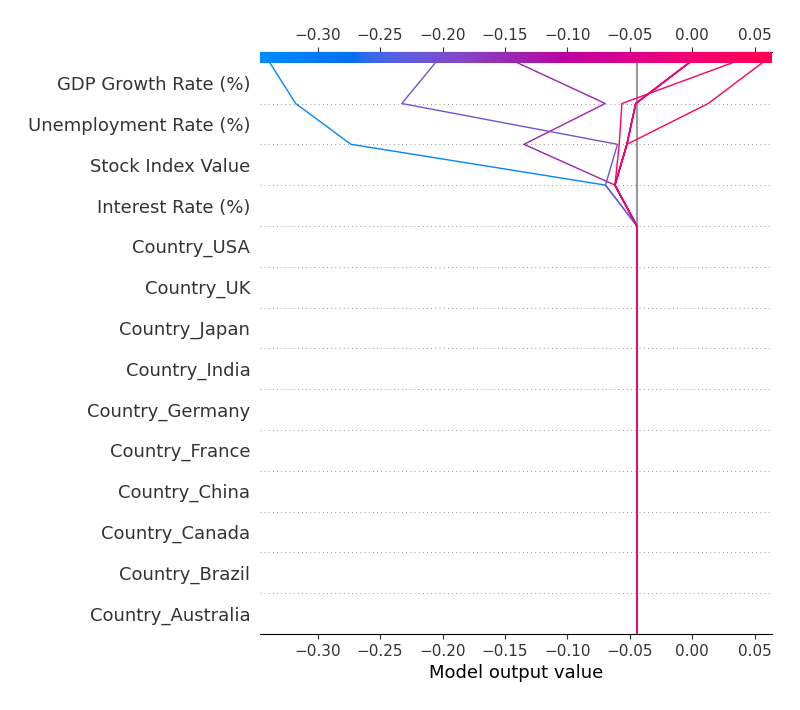 −0.30 −0.25 −0.20 −0.15 −0.10 −0.05 0.00 0.05
GDP Growth Rate (%)
Unemployment Rate (%)
Stock Index Value
Interest Rate (%)
Country_USA
Country_UK
Country_Japan
Country_India
Country_Germany
Country_France
Country_China
Country_Canada
Country_Brazil
Country_Australia
−0.30 −0.25 −0.20 −0.15 −0.10 −0.05 0.00 0.05
Model output value